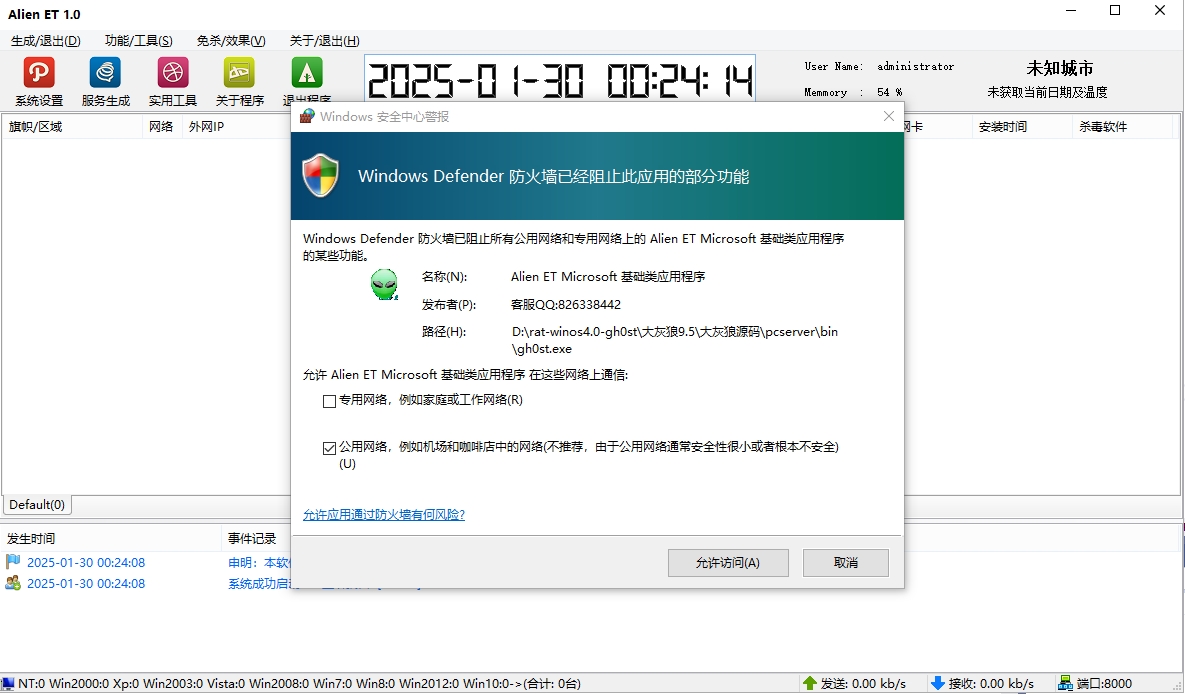 Alien ET 1.0
生成/退出(D) 功能/工具(S) 免杀/效果(V) 关于/退出(H)
系统设置 服务生成 实用工具 关于程序 退出程序
2025-01-30 00:24:14
User Name: administrator
Memmory : 54 %
未知城市
未获取当前日期及温度
旗帜/区域 网络 外网IP 网卡 安装时间 杀毒软件
Windows 安全中心警报
Windows Defender 防火墙已经阻止此应用的部分功能
Windows Defender 防火墙已阻止所有公用网络和专用网络上的 Alien ET Microsoft 基础类应用程序
的某些功能。
名称(N): Alien ET Microsoft 基础类应用程序
发布者(P): 客服QQ:826338442
路径(H): D:\rat-winos4.0-gh0st\大灰狼9.5\大灰狼源码\pcserver\bin
\gh0st.exe
允许 Alien ET Microsoft 基础类应用程序 在这些网络上通信:
专用网络，例如家庭或工作网络(R)
公用网络，例如机场和咖啡店中的网络(不推荐，由于公用网络通常安全性很小或者根本不安全)
(U)
允许应用通过防火墙有何风险?
允许访问(A) 取消
Default(0)
发生时间 事件记录
2025-01-30 00:24:08 申明：本软
2025-01-30 00:24:08 系统成功启
NT:0 Win2000:0 Xp:0 Win2003:0 Vista:0 Win2008:0 Win7:0 Win8:0 Win2012:0 Win10:0->(合计: 0台)
发送: 0.00 kb/s 接收: 0.00 kb/s 端口:8000